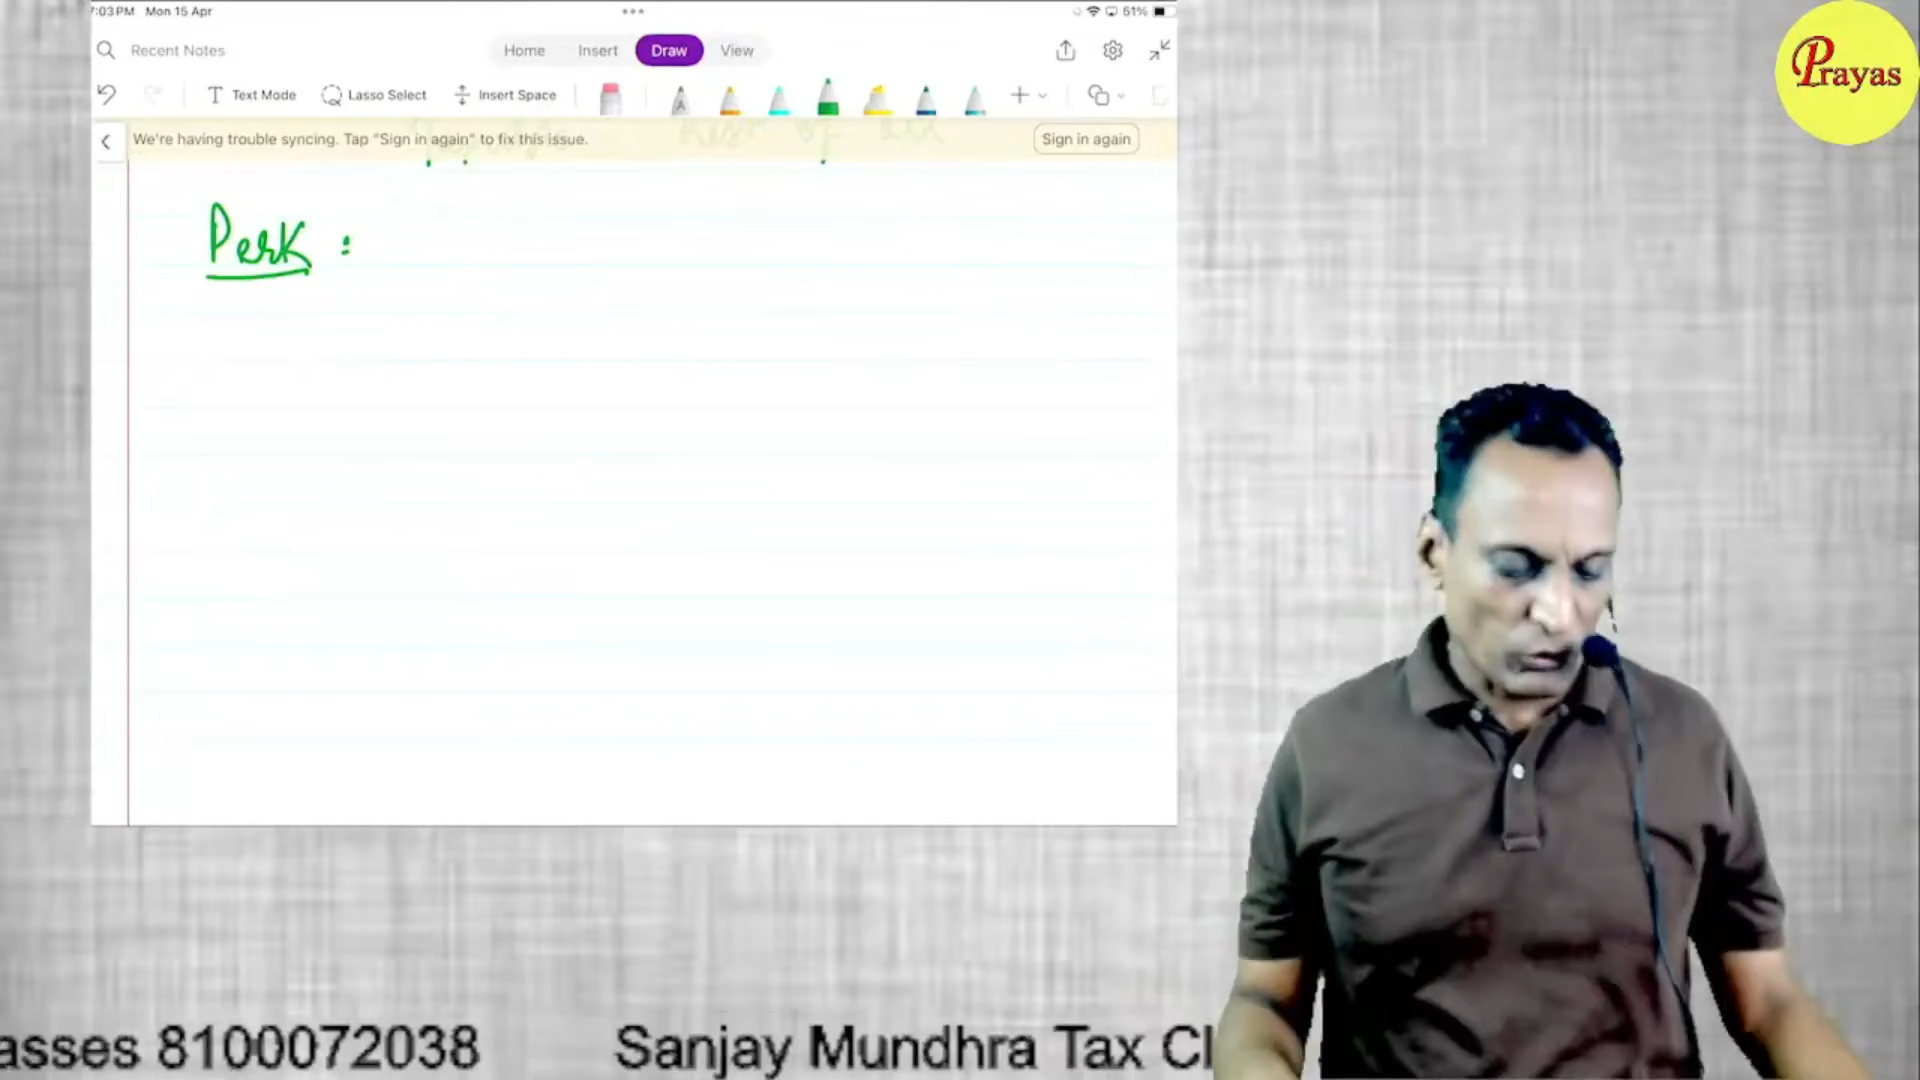 7:03 PM Mon 15 Apr
51%
Prayas
Recent Notes
Home Insert Draw View
Text Mode Lasso Select Insert Space
We're having trouble syncing. Tap "Sign in again" to fix this issue.
Sign in again
Perk :
asses 8100072038 Sanjay Mundhra Tax Cl